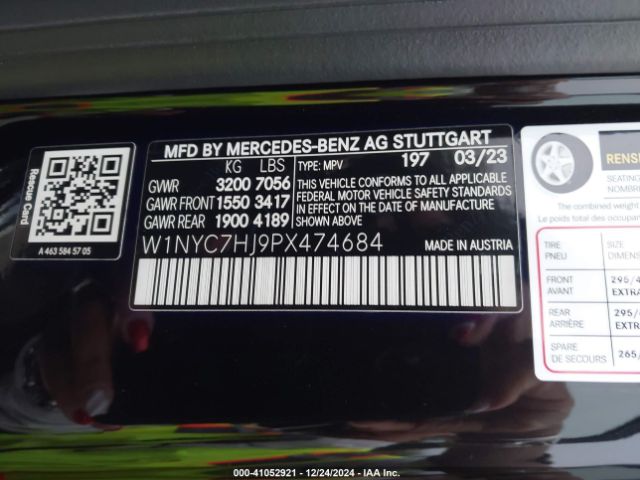 MFD BY MERCEDES-BENZ AG STUTTGART
KG LBS TYPE: MPV 197 03/23
GVWR 3200 7056
GAWR FRONT 1550 3417
GAWR REAR 1900 4189
THIS VEHICLE CONFORMS TO ALL APPLICABLE
FEDERAL MOTOR VEHICLE SAFETY STANDARDS
IN EFFECT ON THE DATE OF MANUFACTURE
SHOWN ABOVE
W1NYC7HJ9PX474684 MADE IN AUSTRIA
Rescue Card
A 463 584 57 05
RENSE
SEATING
NOMBRE
The combined weight
Le poids total des occupan
TIRE
PNEU
SIZE
DIMENS
FRONT
AVANT
295/4
EXTRA
REAR
ARRIÈRE
295/
EXTR
SPARE
DE SECOURS
265/
000-41052921 - 12/24/2024 - IAA Inc.